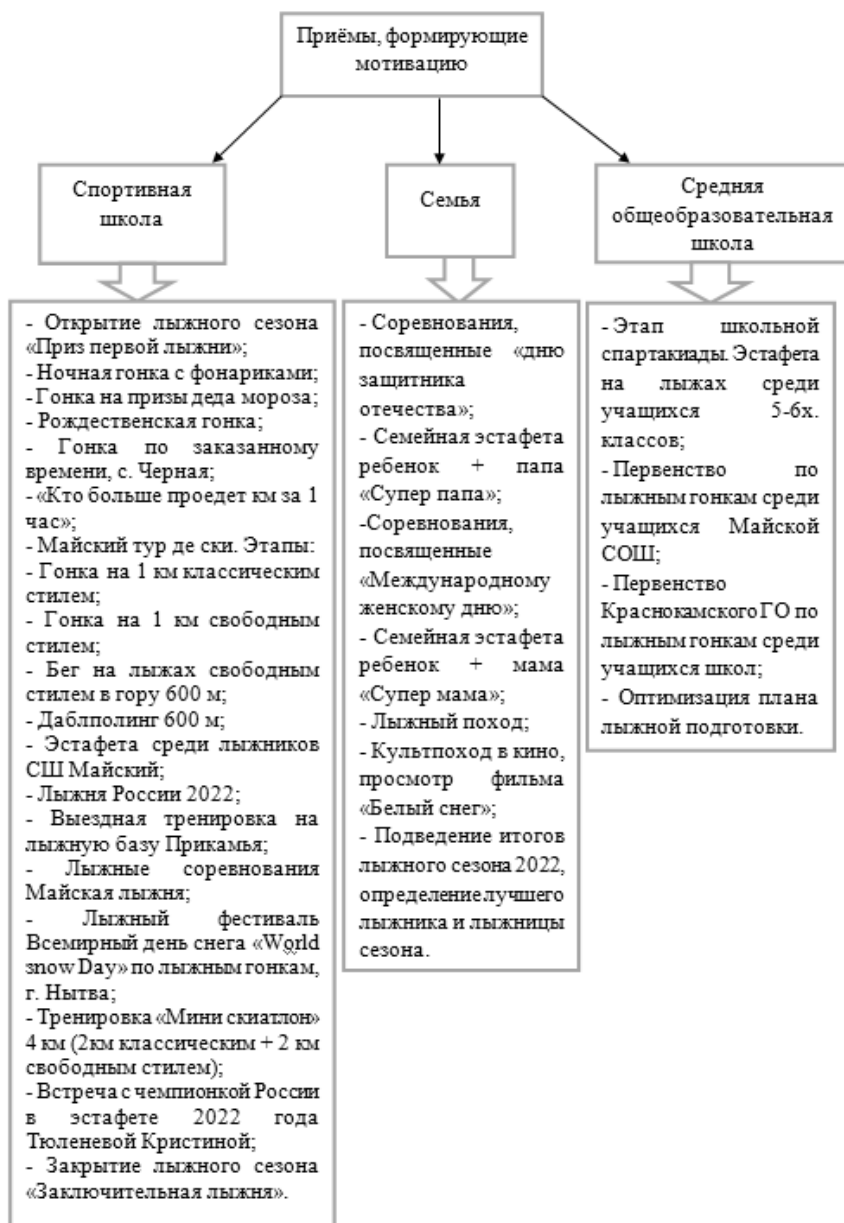 Приёмы, формирующие
мотивацию
Спортивная
школа
Семья
Средняя
общеобразовательная
школа
- Открытие лыжного сезона
«Приз первой лыжни»;
- Ночная гонка с фонариками;
- Гонка на призы деда мороза;
- Рождественская гонка;
- Гонка по заказанному
времени, с. Черная;
- «Кто больше проедет км за 1
час»;
- Майский тур де ски. Этапы:
- Гонка на 1 км классическим
стилем;
- Гонка на 1 км свободным
стилем;
- Бег на лыжах свободным
стилем в гору 600 м;
- Даблполинг 600 м;
- Эстафета среди лыжников
СШ Майский;
- Лыжня России 2022;
- Выездная тренировка на
лыжную базу Прикамья;
- Лыжные соревнования
Майская лыжня;
- Лыжный фестиваль
Всемирный день снега «World
snow Day» по лыжным гонкам,
г. Нытва;
- Тренировка «Мини скиатлон»
4 км (2км классическим + 2 км
свободным стилем);
- Встреча с чемпионкой России
в эстафете 2022 года
Тюленевой Кристиной;
- Закрытие лыжного сезона
«Заключительная лыжня».
- Соревнования,
посвященные «дню
защитника
отечества»;
- Семейная эстафета
ребенок + папа
«Супер папа»;
-Соревнования,
посвященные
«Международному
женскому дню»;
- Семейная эстафета
ребенок + мама
«Супер мама»;
- Лыжный поход;
- Культпоход в кино,
просмотр фильма
«Белый снег»;
- Подведение итогов
лыжного сезона 2022,
определение лучшего
лыжника и лыжницы
сезона.
- Этап школьной
спартакиады. Эстафета
на лыжах среди
учащихся 5-6х.
классов;
- Первенство по
лыжным гонкам среди
учащихся Майской
СОШ;
- Первенство
Краснокамского ГО по
лыжным гонкам среди
учащихся школ;
- Оптимизация плана
лыжной подготовки.